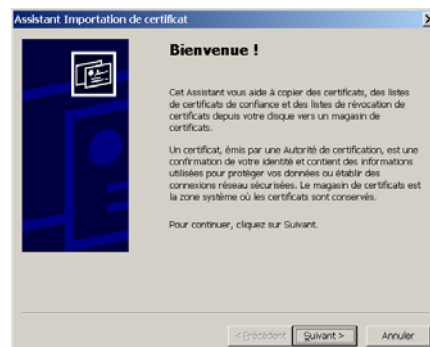 Assistant Importation de certificat
Bienvenue !
Cet Assistant vous aide à copier des certificats, des listes
de certificats de confiance et des listes de révocation de
certificats depuis votre disque vers un magasin de
certificats.
Un certificat, émis par une Autorité de certification, est une
confirmation de votre identité et contient des informations
utilisées pour protéger vos données ou établir des
connexions réseau sécurisées. Le magasin de certificats est
la zone système où les certificats sont conservés.
Pour continuer, cliquez sur Suivant.
< Précédent Suivant > Annuler